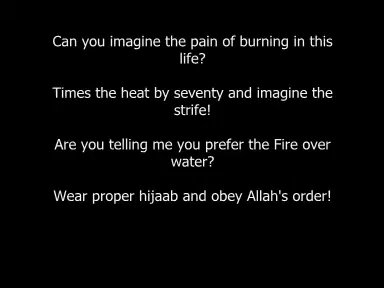 Can you imagine the pain of burning in this
life?
Times the heat by seventy and imagine the
strife!
Are you telling me you prefer the Fire over
water?
Wear proper hijaab and obey Allah's order!